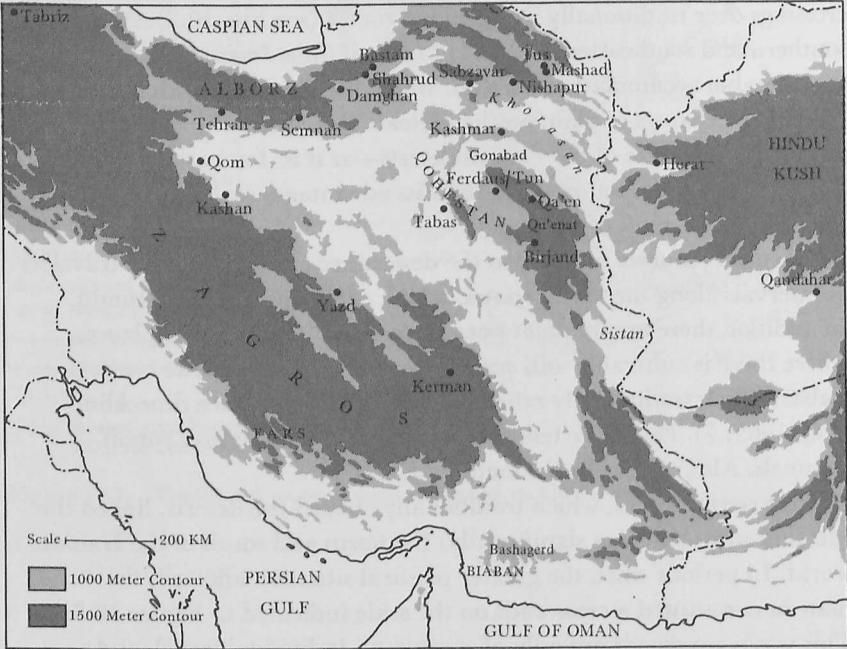 Tabriz
CASPIAN SEA
Bastam
Shahrud
Damghan
Sabzavar
Tus
Mashad
Nishapur
ALBORZ
Tehran
Semnan
Khorasan
Kashmar
Gonabad
HINDU
KUSH
Herat
Qom
Kashan
QOHESTAN
Ferdaus/Tun
Qa'en
Tabas
Qa'enat
Birjand
Qandahar
Yazd
Sistan
ZAGROS
Kerman
FARS
Scale 200 KM
Bashagerd
BIABAN
PERSIAN
GULF
1000 Meter Contour
1500 Meter Contour
GULF OF OMAN